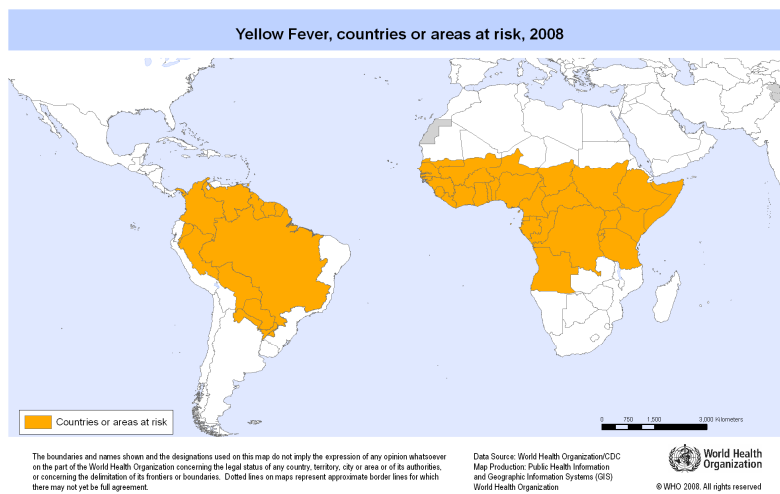 Yellow Fever, countries or areas at risk, 2008
Countries or areas at risk
0 750 1,500 3,000 Kilometers
The boundaries and names shown and the designations used on this map do not imply the expression of any opinion whatsoever
on the part of the World Health Organization concerning the legal status of any country, territory, city or area or of its authorities,
or concerning the delimitation of its frontiers or boundaries. Dotted lines on maps represent approximate border lines for which
there may not yet be full agreement.
Data Source: World Health Organization/CDC
Map Production: Public Health Information
and Geographic Information Systems (GIS)
World Health Organization
World Health
Organization
© WHO 2008. All rights reserved